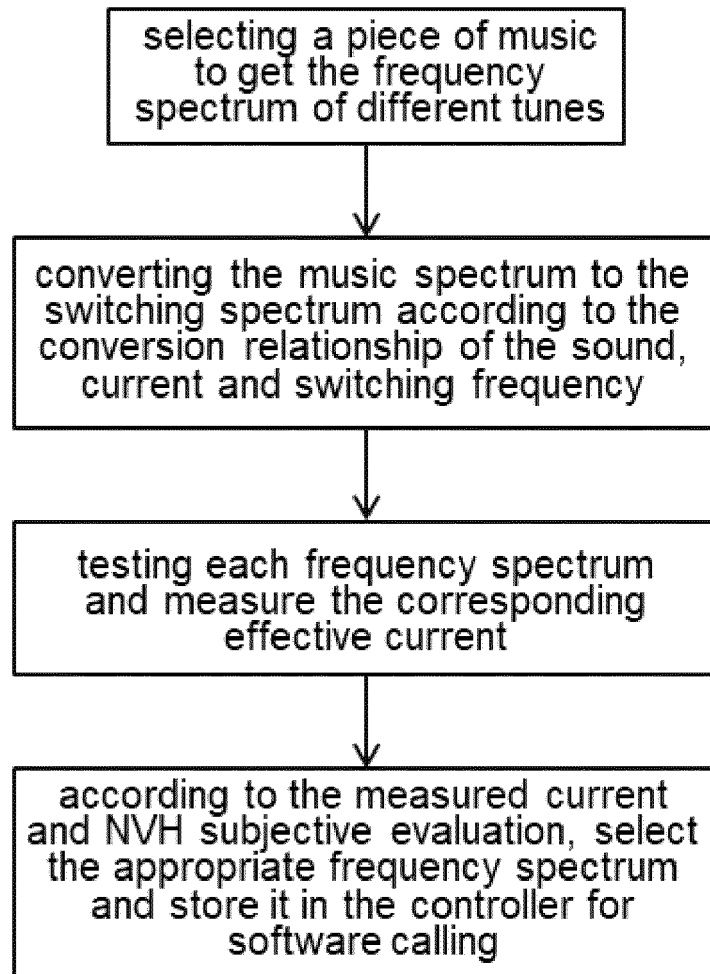 selecting a piece of music
to get the frequency
spectrum of different tunes
converting the music spectrum to the
switching spectrum according to the
conversion relationship of the sound,
current and switching frequency
testing each frequency spectrum
and measure the corresponding
effective current
according to the measured current
and NVH subjective evaluation, select
the appropriate frequency spectrum
and store it in the controller for
software calling